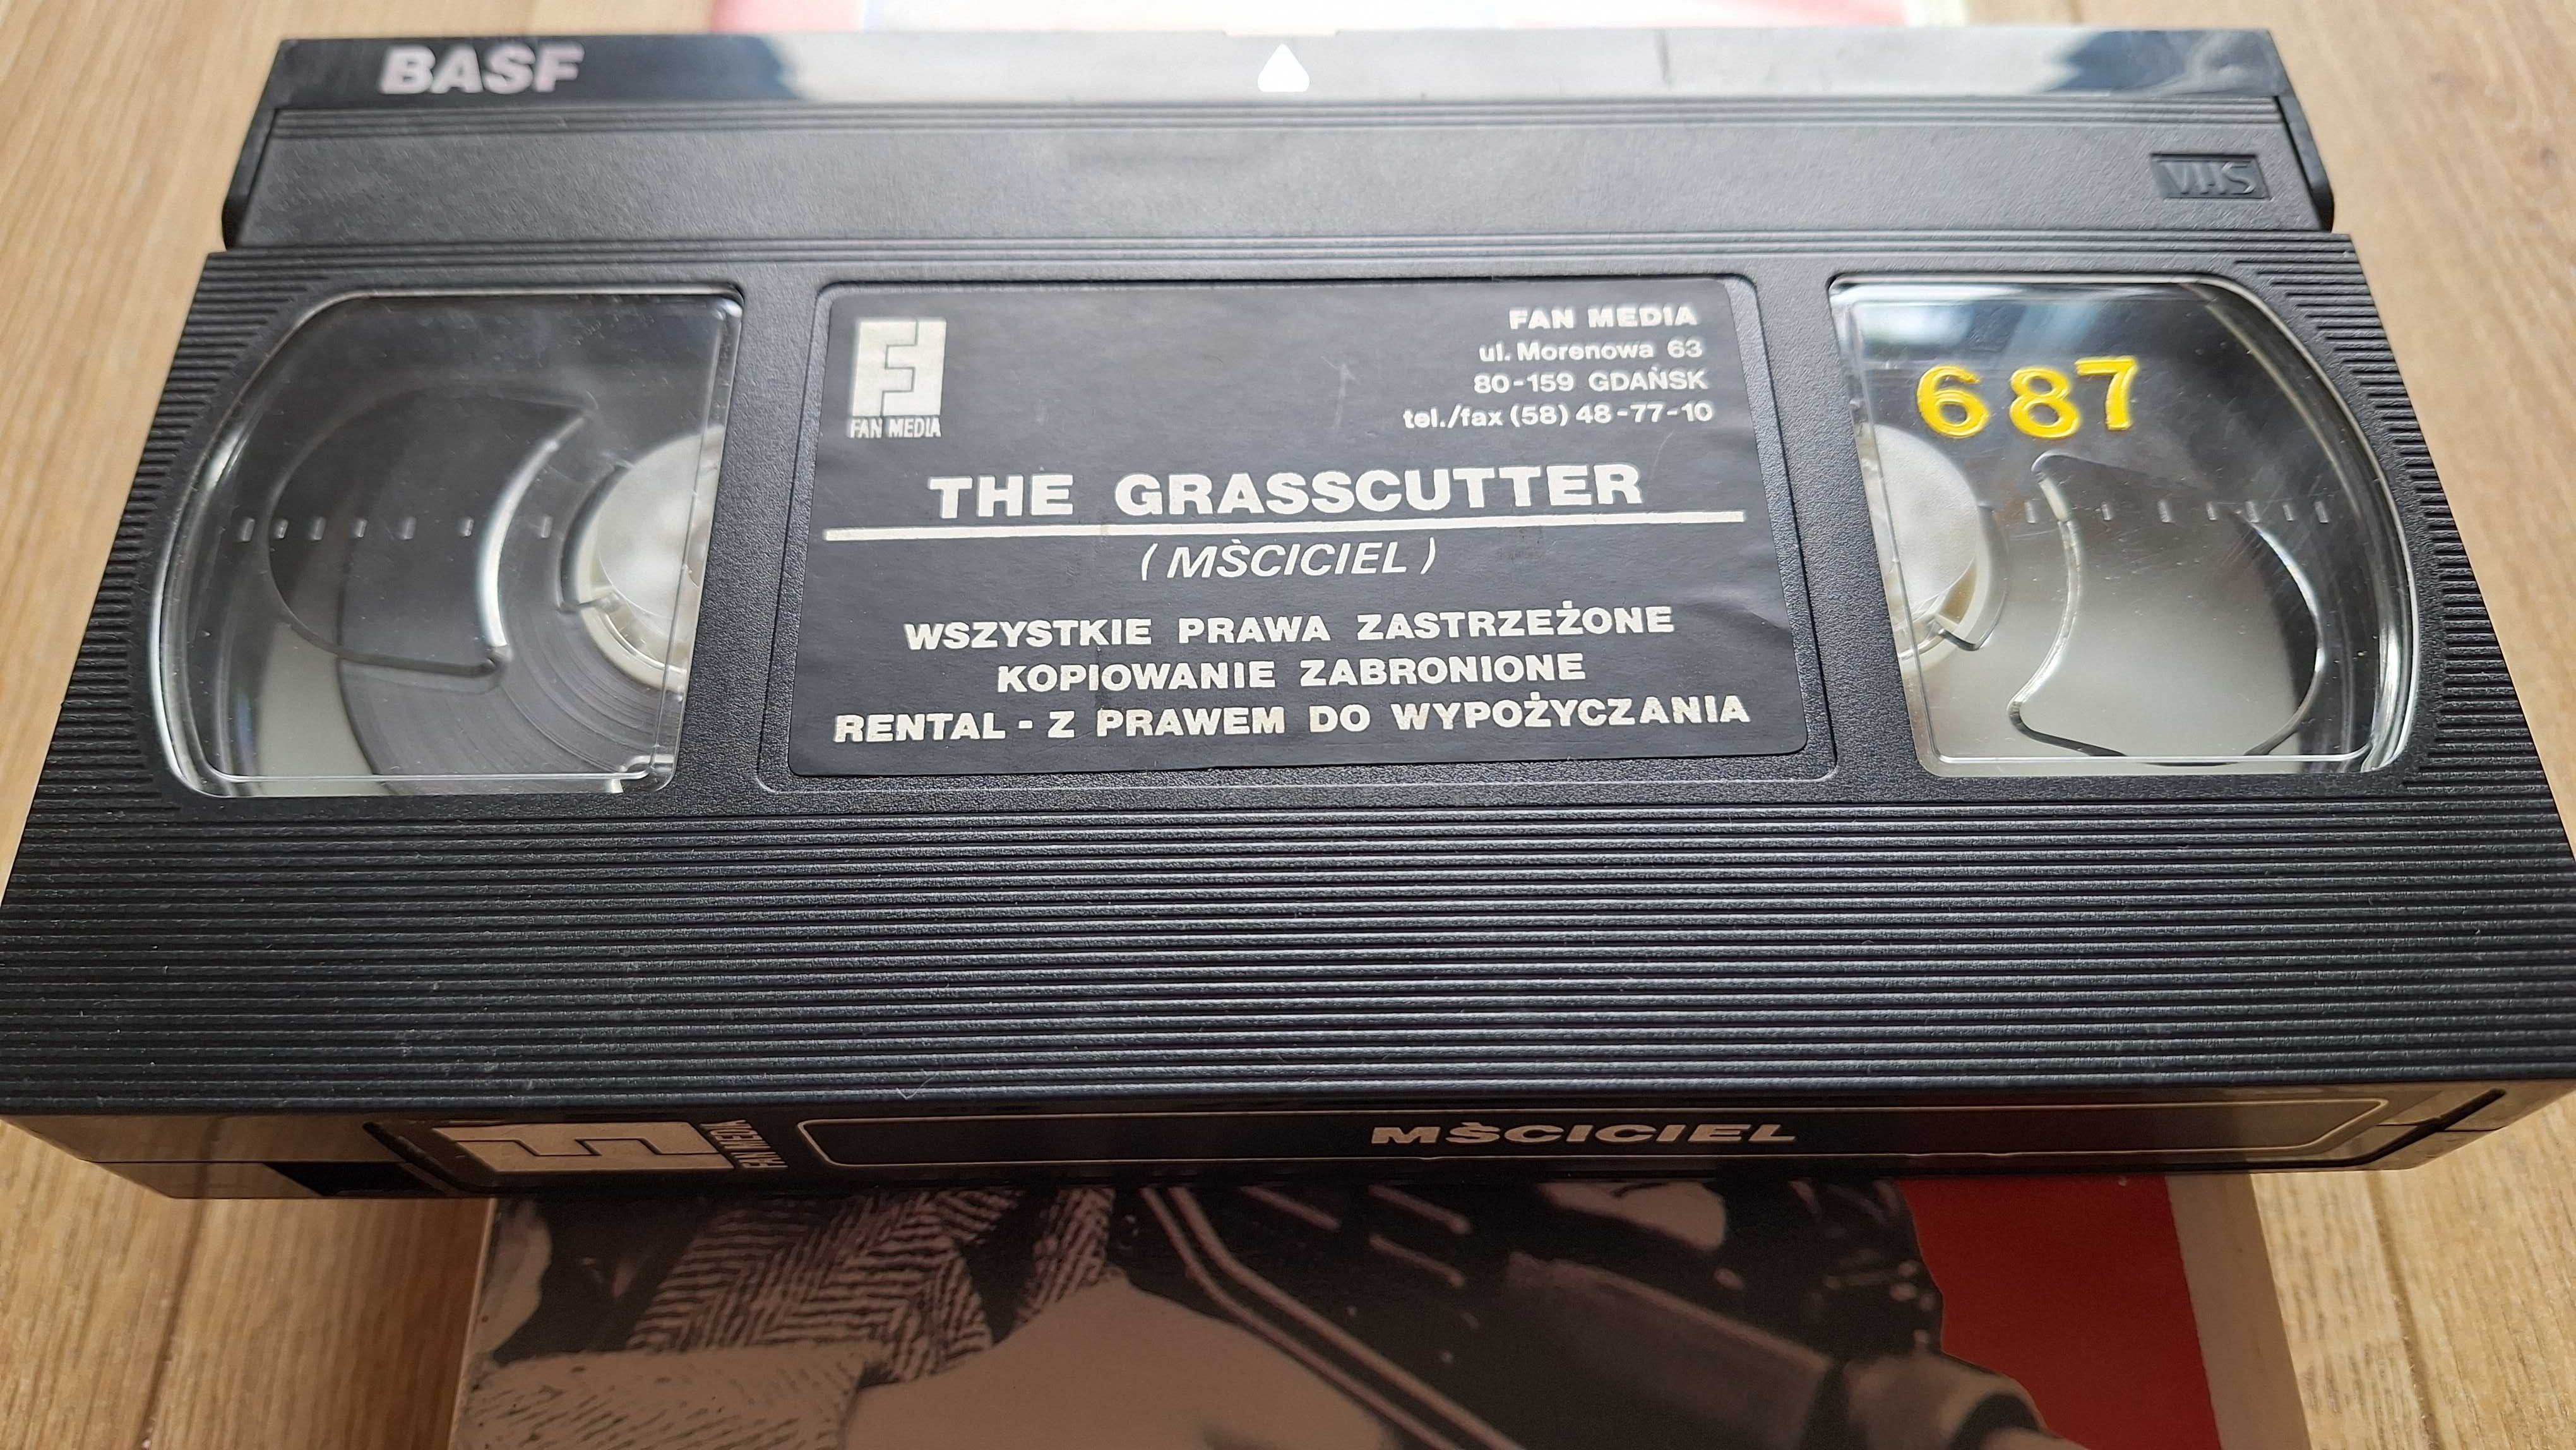 BASF
VHS
FAN MEDIA
FAN MEDIA
ul. Morenowa 63
80-159 GDAŃSK
tel./fax (58) 48-77-10
687
THE GRASSCUTTER
(MŚCICIEL)
WSZYSTKIE PRAWA ZASTRZEŻONE
KOPIOWANIE ZABRONIONE
RENTAL - Z PRAWEM DO WYPOŻYCZANIA
FAN MEDIA
MŚCICIEL